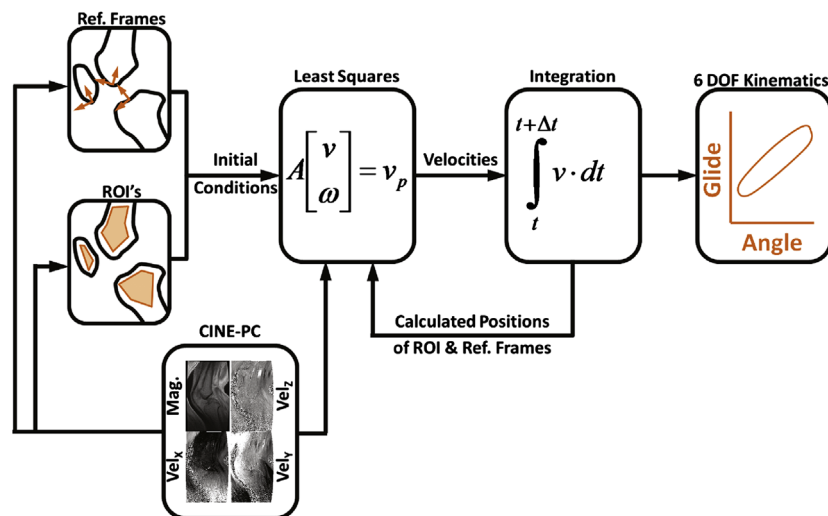 Ref. Frames
ROI's
Initial
Conditions
Least Squares
A[v ω] = v_p
Velocities
Integration
t+Δt
∫ v · dt
t
6 DOF Kinematics
Glide
Angle
Calculated Positions
of ROI & Ref. Frames
CINE-PC
Mag.
Vel_Z
Vel_X
Vel_Y